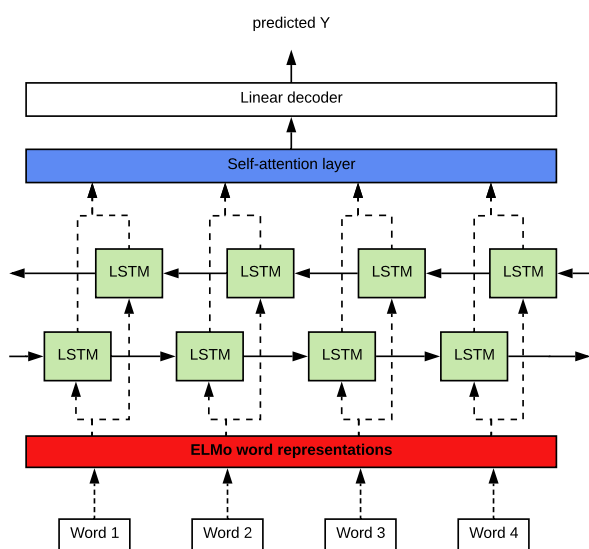 predicted Y
Linear decoder
Self-attention layer
LSTM LSTM LSTM LSTM
LSTM LSTM LSTM LSTM
ELMo word representations
Word 1 Word 2 Word 3 Word 4